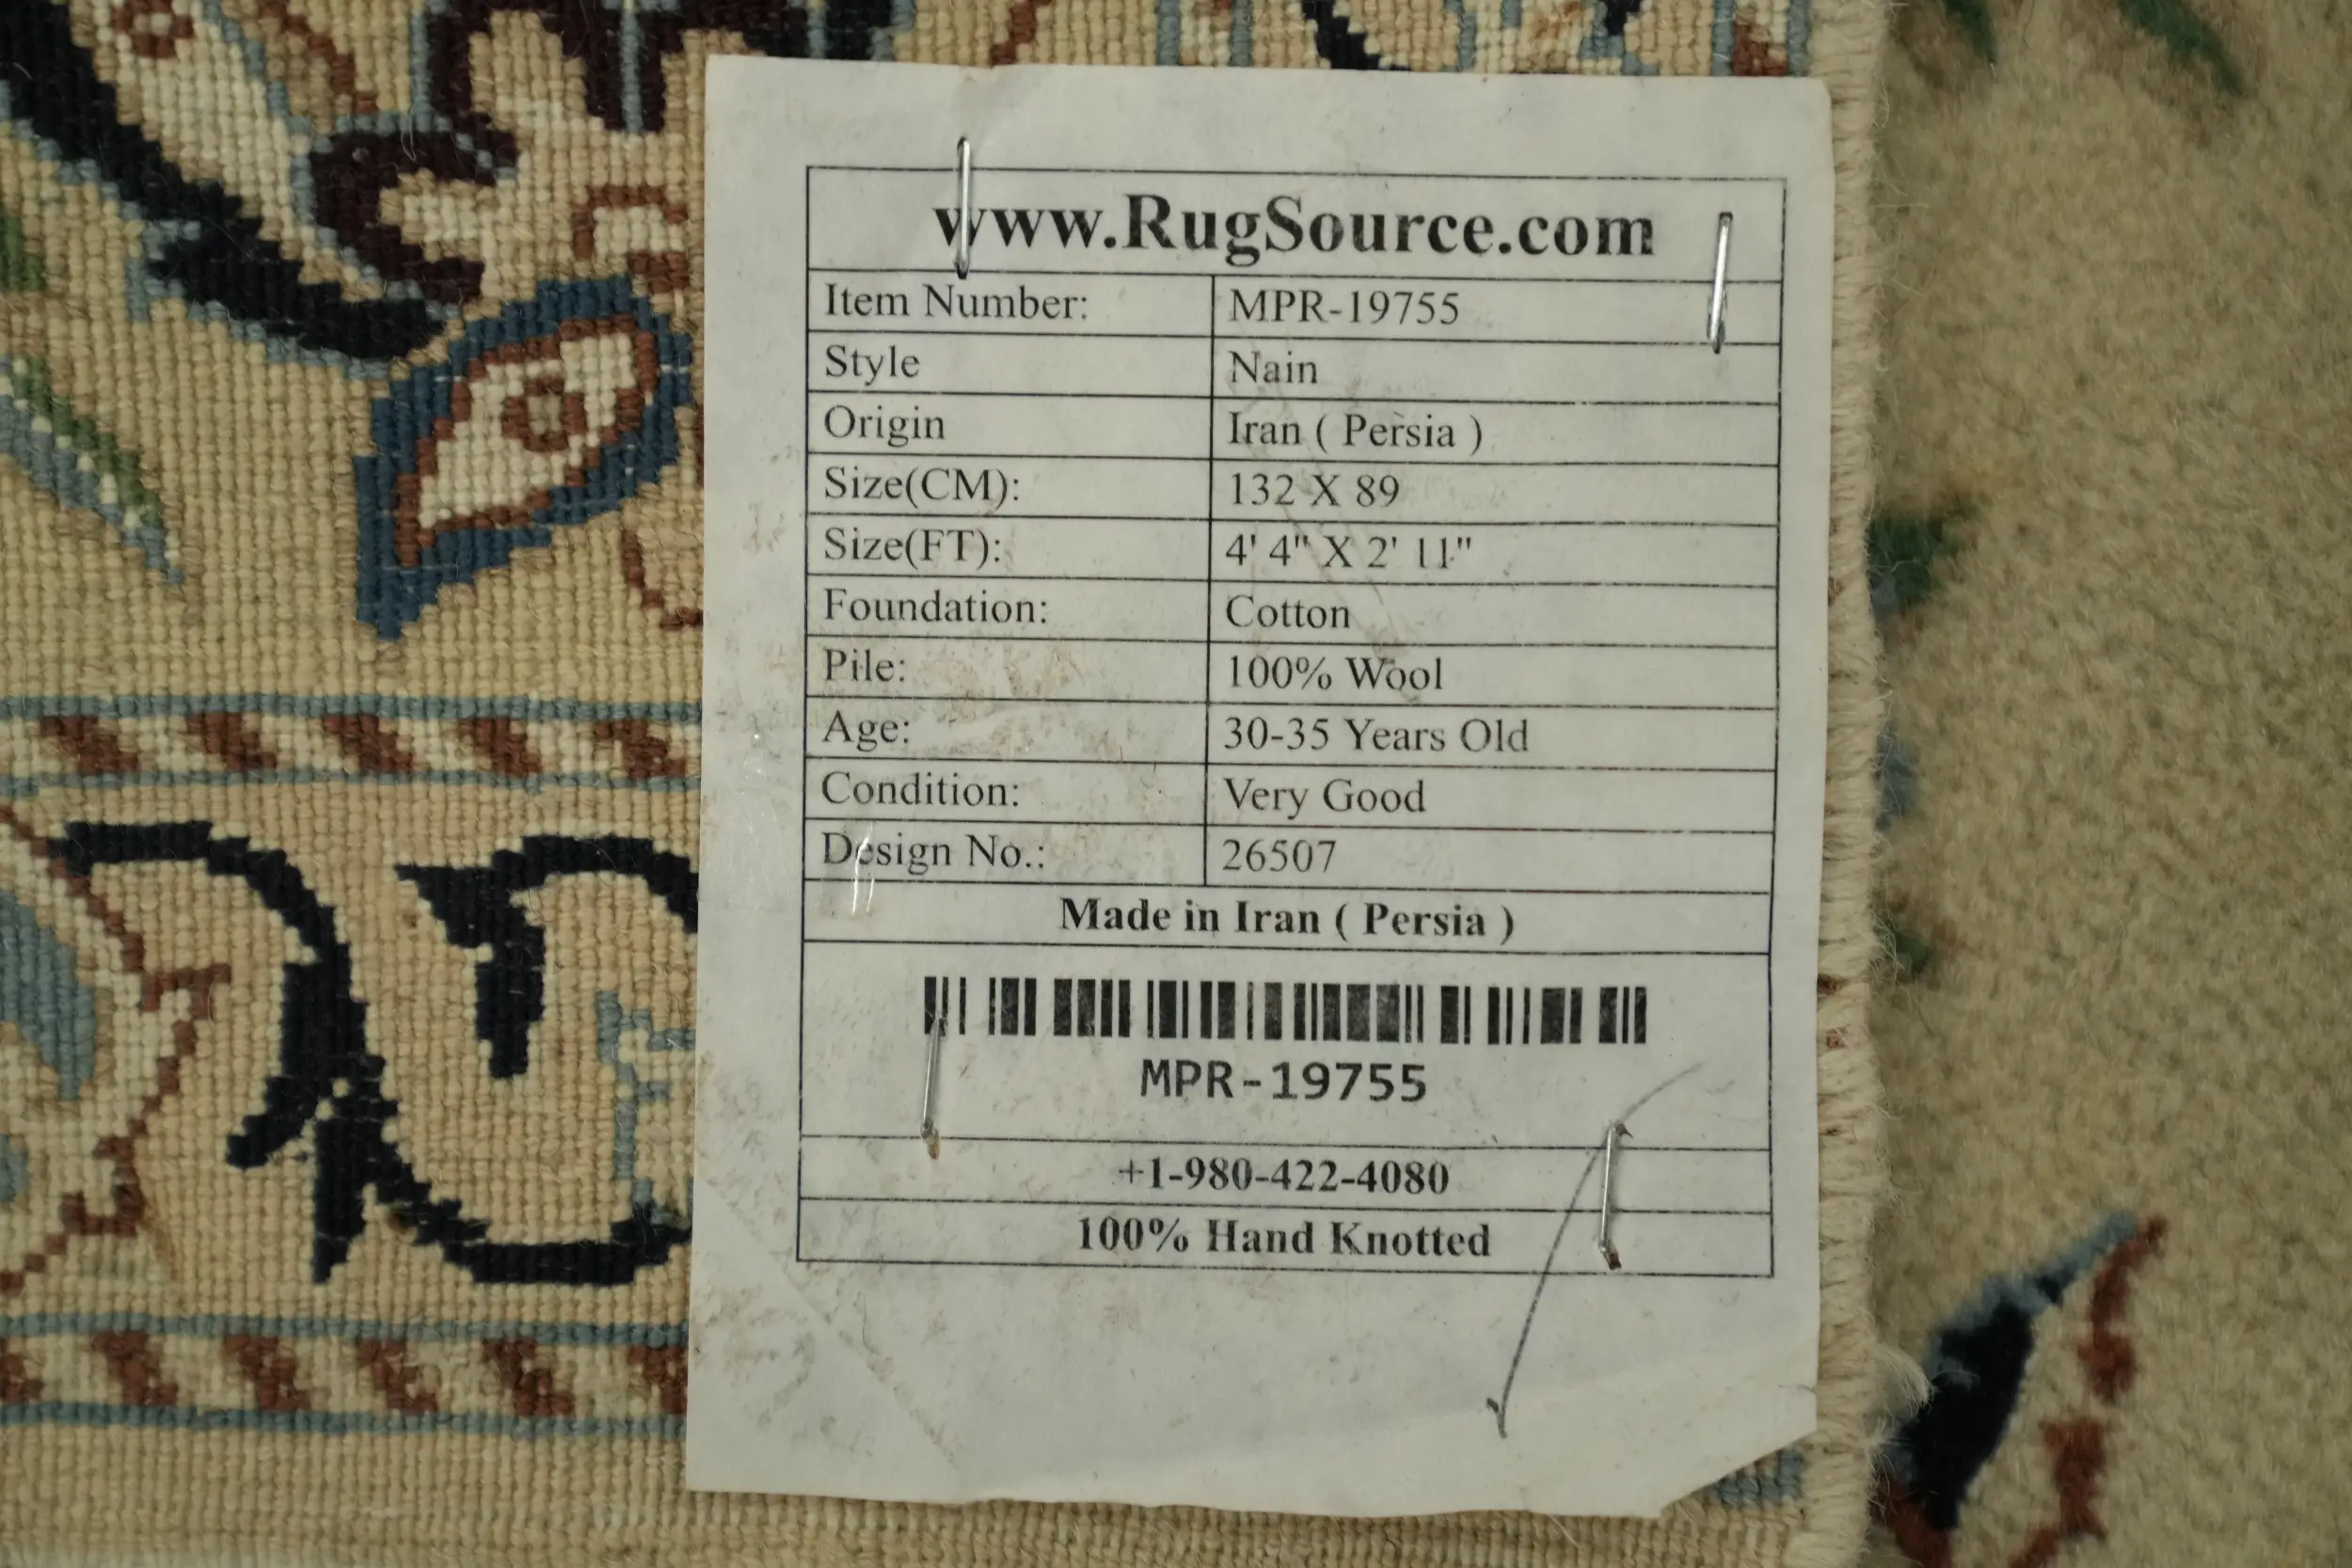 www.RugSource.com
Item Number: MPR-19755
Style Nain
Origin Iran ( Persia )
Size(CM): 132 X 89
Size(FT): 4' 4" X 2' 11"
Foundation: Cotton
Pile: 100% Wool
Age: 30-35 Years Old
Condition: Very Good
Design No.: 26507
Made in Iran ( Persia )
MPR-19755
+1-980-422-4080
100% Hand Knotted